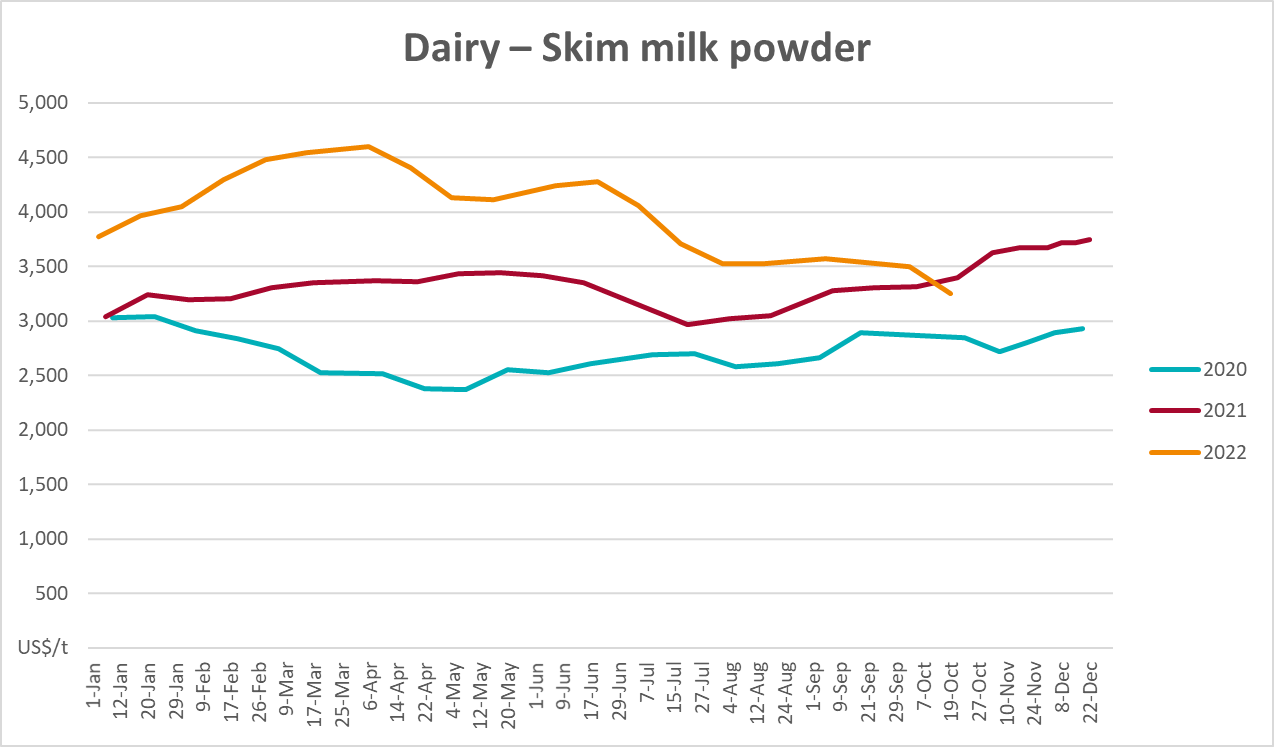 Dairy – Skim milk powder
5,000
4,500
4,000
3,500
3,000
2,500
2,000
1,500
1,000
500
US$/t
1-Jan
12-Jan
20-Jan
29-Jan
9-Feb
17-Feb
26-Feb
9-Mar
17-Mar
25-Mar
6-Apr
14-Apr
22-Apr
4-May
12-May
20-May
1-Jun
9-Jun
17-Jun
29-Jun
7-Jul
15-Jul
27-Jul
4-Aug
12-Aug
24-Aug
1-Sep
9-Sep
21-Sep
29-Sep
7-Oct
19-Oct
27-Oct
10-Nov
24-Nov
8-Dec
22-Dec
2020
2021
2022